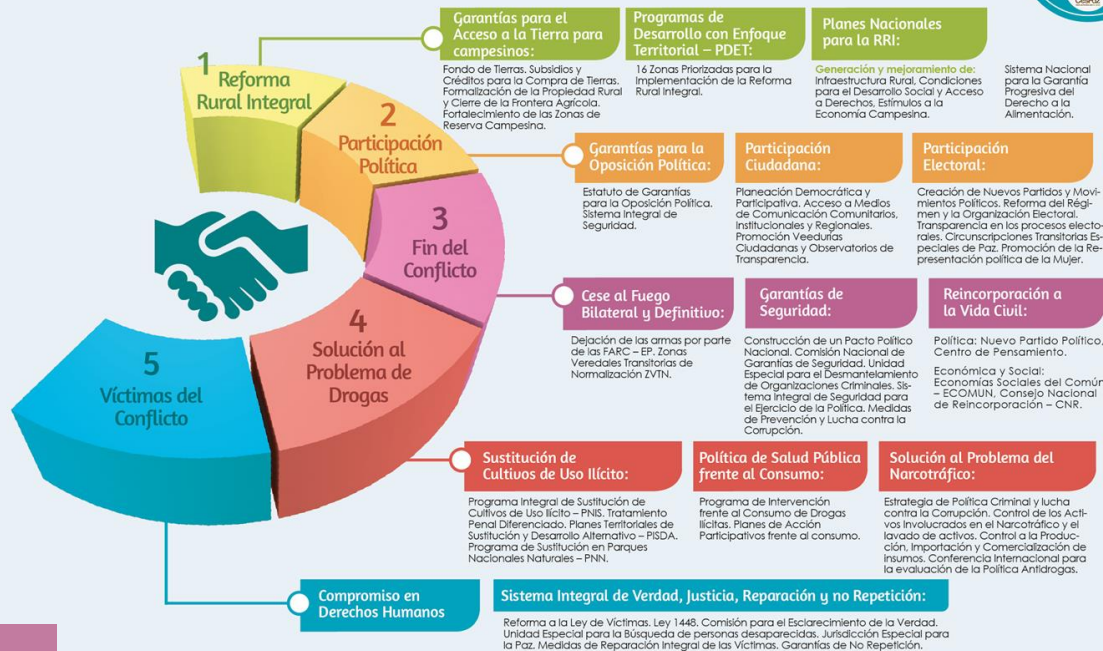 1
Reforma
Rural Integral
2
Participación
Política
3
Fin del
Conflicto
4
Solución al
Problema de
Drogas
5
Víctimas del
Conflicto
Garantías para el
Acceso a la Tierra para
campesinos:
Fondo de Tierras. Subsidios y
Créditos para la Compra de Tierras.
Formalización de la Propiedad Rural
y Cierre de la Frontera Agrícola.
Fortalecimiento de las Zonas de
Reserva Campesina.
Programas de
Desarrollo con Enfoque
Territorial – PDET:
16 Zonas Priorizadas para la
Implementación de la Reforma
Rural Integral.
Planes Nacionales
para la RRI:
Generación y mejoramiento de:
Infraestructura Rural. Condiciones
para el Desarrollo Social y Acceso
a Derechos, Estímulos a la
Economía Campesina.
Sistema Nacional
para la Garantía
Progresiva del
Derecho a la
Alimentación.
Garantías para la
Oposición Política:
Estatuto de Garantías
para la Oposición Política.
Sistema Integral de
Seguridad.
Participación
Ciudadana:
Planeación Democrática y
Participativa. Acceso a Medios
de Comunicación Comunitarios,
Institucionales y Regionales.
Promoción Veedurías
Ciudadanas y Observatorios de
Transparencia.
Participación
Electoral:
Creación de Nuevos Partidos y Movi-
mientos Políticos. Reforma del Régi-
men y la Organización Electoral.
Transparencia en los procesos electo-
rales. Circunscripciones Transitorias Es-
peciales de Paz. Promoción de la Re-
presentación política de la Mujer.
Cese al Fuego
Bilateral y Definitivo:
Dejación de las armas por parte
de las FARC – EP. Zonas
Veredales Transitorias de
Normalización ZVTN.
Garantías de
Seguridad:
Construcción de un Pacto Político
Nacional. Comisión Nacional de
Garantías de Seguridad. Unidad
Especial para el Desmantelamiento
de Organizaciones Criminales. Sis-
tema Integral de Seguridad para
el Ejercicio de la Política. Medidas
de Prevención y Lucha contra la
Corrupción.
Reincorporación a
la Vida Civil:
Política: Nuevo Partido Político,
Centro de Pensamiento.
Económica y Social:
Economías Sociales del Común
– ECOMUN, Consejo Nacional
de Reincorporación – CNR.
Sustitución de
Cultivos de Uso Ilícito:
Programa Integral de Sustitución de
Cultivos de Uso Ilícito – PNIS. Tratamiento
Penal Diferenciado. Planes Territoriales de
Sustitución y Desarrollo Alternativo – PISDA.
Programa de Sustitución en Parques
Nacionales Naturales – PNN.
Política de Salud Pública
frente al Consumo:
Programa de Intervención
frente al Consumo de Drogas
Ilícitas. Planes de Acción
Participativos frente al consumo.
Solución al Problema del
Narcotráfico:
Estrategia de Política Criminal y lucha
contra la Corrupción. Control de los Acti-
vos Involucrados en el Narcotráfico y el
lavado de activos. Control a la Produc-
ción, Importación y Comercialización de
Insumos. Conferencia Internacional para
la evaluación de la Política Antidrogas.
Compromiso en
Derechos Humanos
Sistema Integral de Verdad, Justicia, Reparación y no Repetición:
Reforma a la Ley de Víctimas. Ley 1448. Comisión para el Esclarecimiento de la Verdad.
Unidad Especial para la Búsqueda de personas desaparecidas. Jurisdicción Especial para
la Paz. Medidas de Reparación Integral de las Víctimas. Garantías de No Repetición.